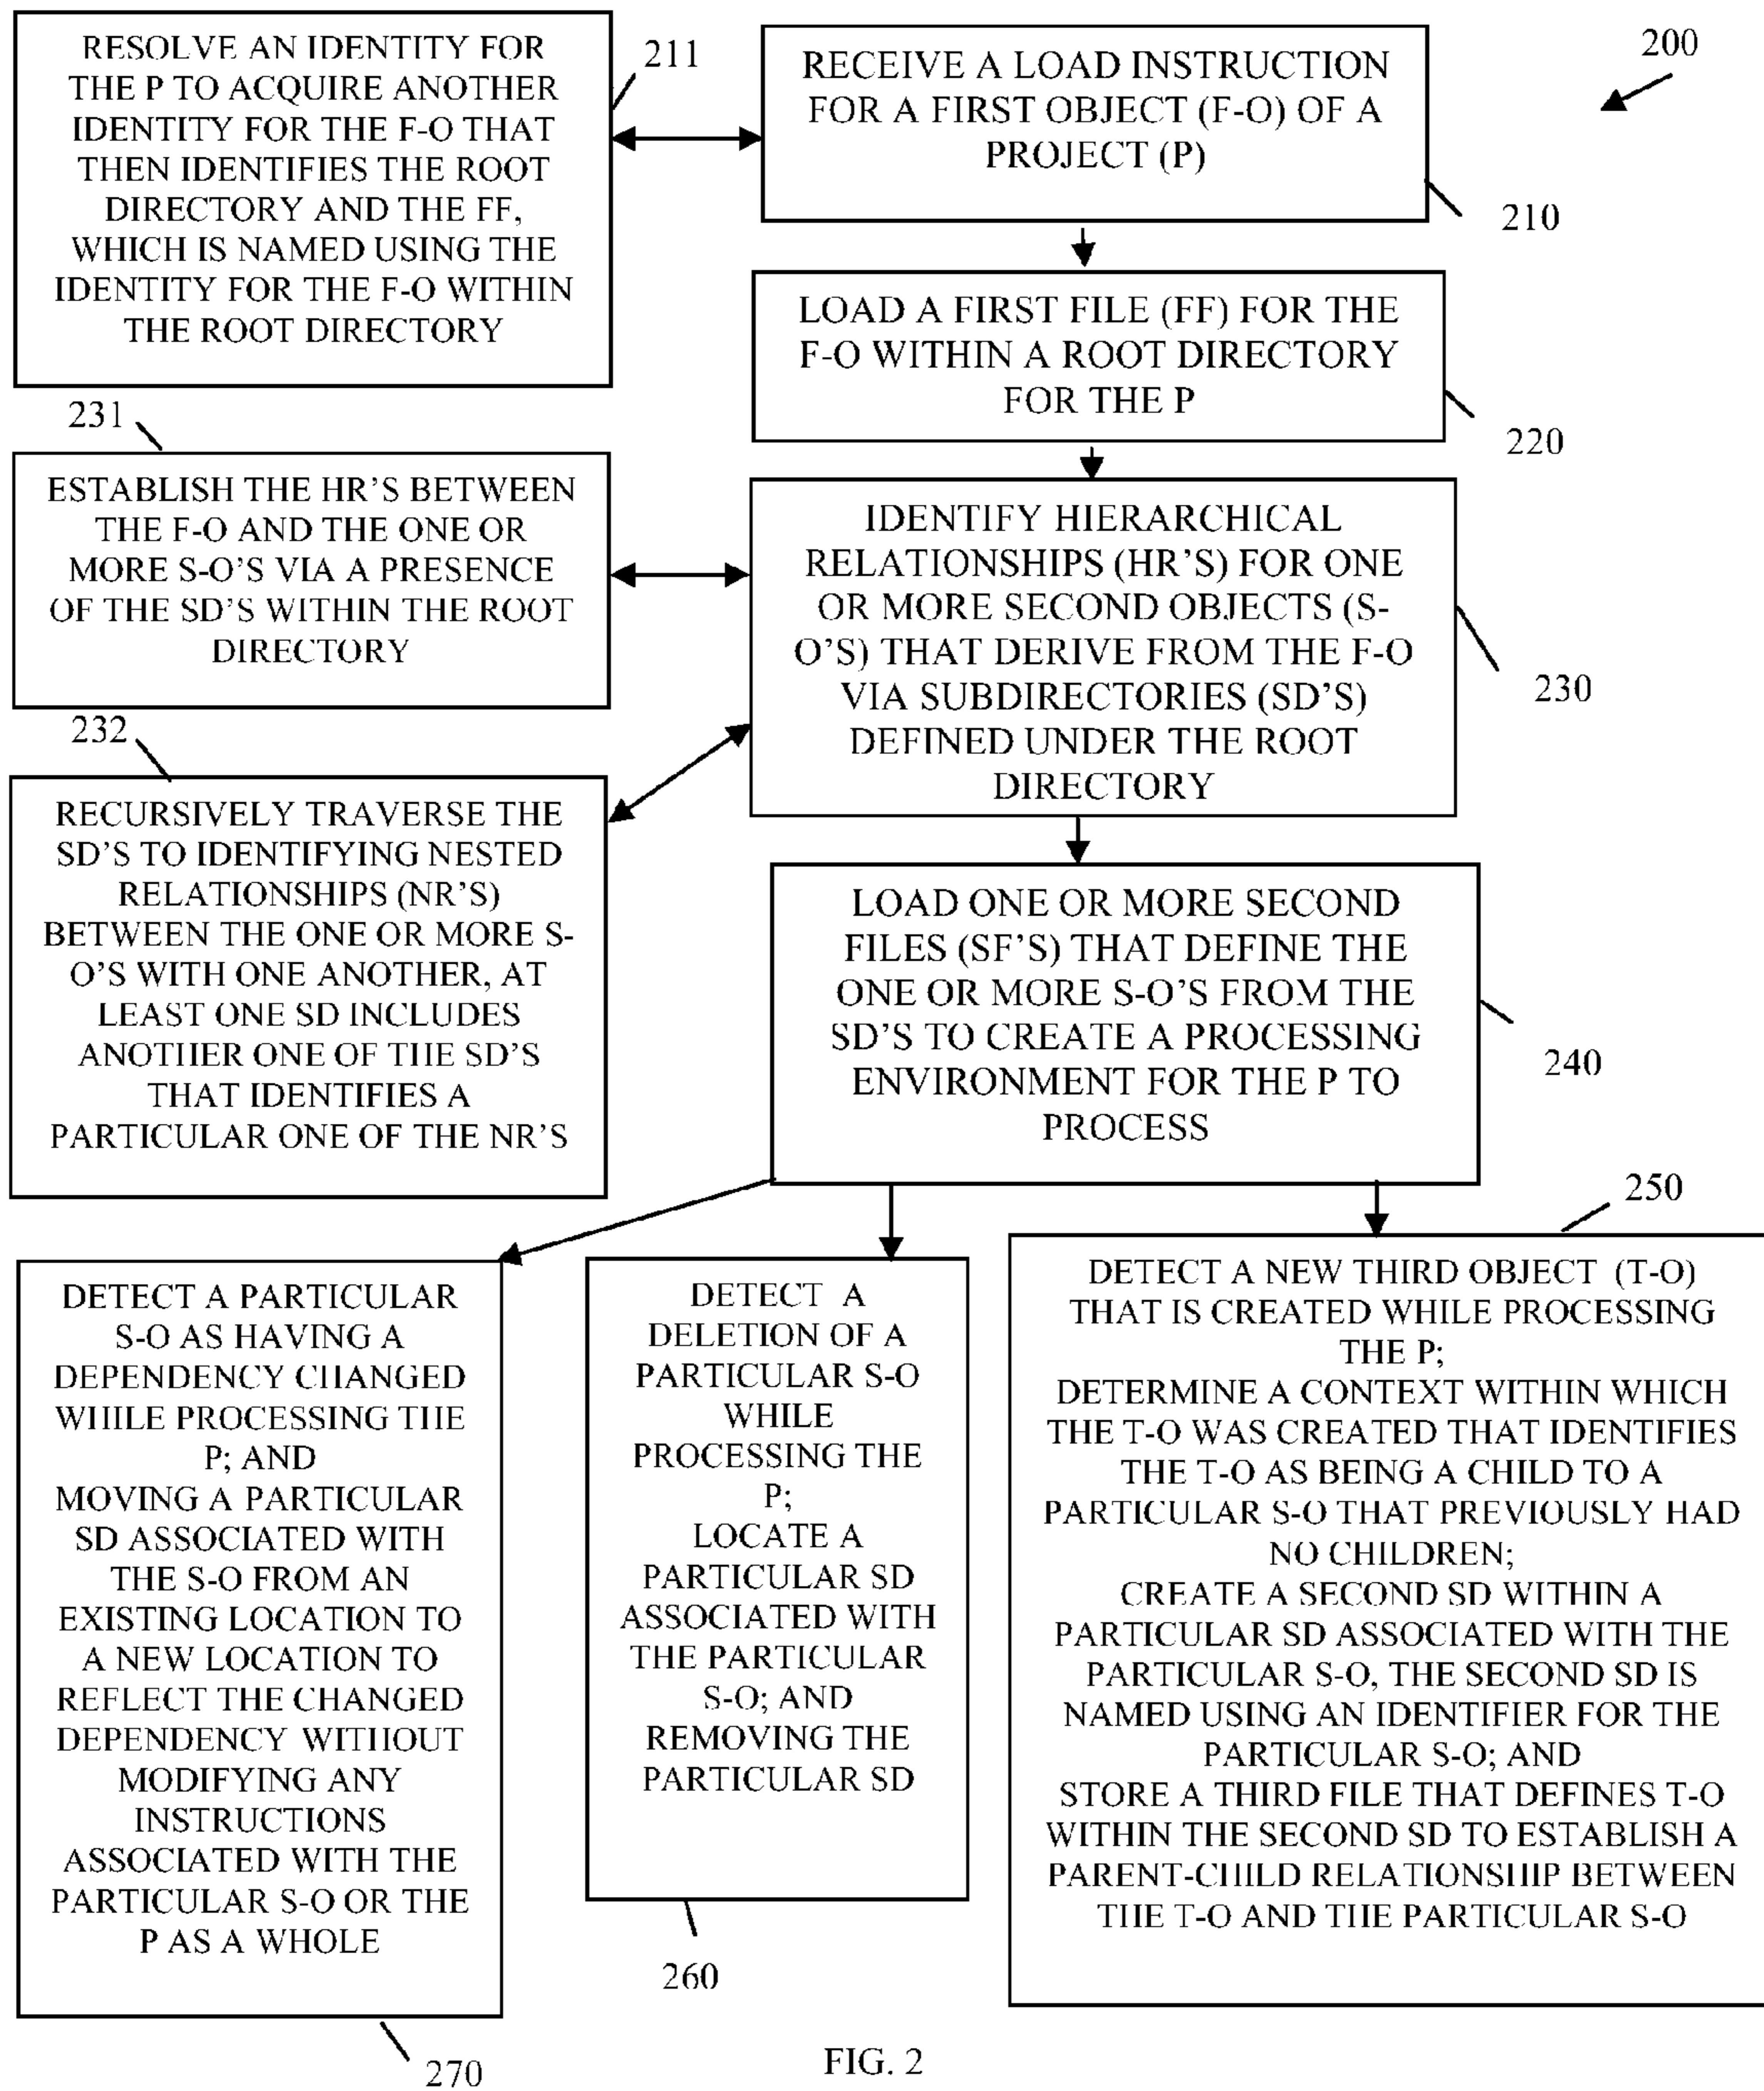 200
RESOLVE AN IDENTITY FOR
THE P TO ACQUIRE ANOTHER
IDENTITY FOR THE F-O THAT
THEN IDENTIFIES THE ROOT
DIRECTORY AND THE FF,
WHICH IS NAMED USING THE
IDENTITY FOR THE F-O WITHIN
THE ROOT DIRECTORY
211
RECEIVE A LOAD INSTRUCTION
FOR A FIRST OBJECT (F-O) OF A
PROJECT (P)
210
LOAD A FIRST FILE (FF) FOR THE
F-O WITHIN A ROOT DIRECTORY
FOR THE P
220
231
ESTABLISH THE HR'S BETWEEN
THE F-O AND THE ONE OR
MORE S-O'S VIA A PRESENCE
OF THE SD'S WITHIN THE ROOT
DIRECTORY
IDENTIFY HIERARCHICAL
RELATIONSHIPS (HR'S) FOR ONE
OR MORE SECOND OBJECTS (S-
O'S) THAT DERIVE FROM THE F-O
VIA SUBDIRECTORIES (SD'S)
DEFINED UNDER THE ROOT
DIRECTORY
230
232
RECURSIVELY TRAVERSE THE
SD'S TO IDENTIFYING NESTED
RELATIONSHIPS (NR'S)
BETWEEN THE ONE OR MORE S-
O'S WITH ONE ANOTHER, AT
LEAST ONE SD INCLUDES
ANOTHER ONE OF THE SD'S
THAT IDENTIFIES A
PARTICULAR ONE OF THE NR'S
LOAD ONE OR MORE SECOND
FILES (SF'S) THAT DEFINE THE
ONE OR MORE S-O'S FROM THE
SD'S TO CREATE A PROCESSING
ENVIRONMENT FOR THE P TO
PROCESS
240
DETECT A PARTICULAR
S-O AS HAVING A
DEPENDENCY CHANGED
WHILE PROCESSING THE
P; AND
MOVING A PARTICULAR
SD ASSOCIATED WITH
THE S-O FROM AN
EXISTING LOCATION TO
A NEW LOCATION TO
REFLECT THE CHANGED
DEPENDENCY WITHOUT
MODIFYING ANY
INSTRUCTIONS
ASSOCIATED WITH THE
PARTICULAR S-O OR THE
P AS A WHOLE
270
DETECT A
DELETION OF A
PARTICULAR S-O
WHILE
PROCESSING THE
P;
LOCATE A
PARTICULAR SD
ASSOCIATED WITH
THE PARTICULAR
S-O; AND
REMOVING THE
PARTICULAR SD
260
250
DETECT A NEW THIRD OBJECT (T-O)
THAT IS CREATED WHILE PROCESSING
THE P;
DETERMINE A CONTEXT WITHIN WHICH
THE T-O WAS CREATED THAT IDENTIFIES
THE T-O AS BEING A CHILD TO A
PARTICULAR S-O THAT PREVIOUSLY HAD
NO CHILDREN;
CREATE A SECOND SD WITHIN A
PARTICULAR SD ASSOCIATED WITH THE
PARTICULAR S-O, THE SECOND SD IS
NAMED USING AN IDENTIFIER FOR THE
PARTICULAR S-O; AND
STORE A THIRD FILE THAT DEFINES T-O
WITHIN THE SECOND SD TO ESTABLISH A
PARENT-CHILD RELATIONSHIP BETWEEN
THE T-O AND THE PARTICULAR S-O
FIG. 2